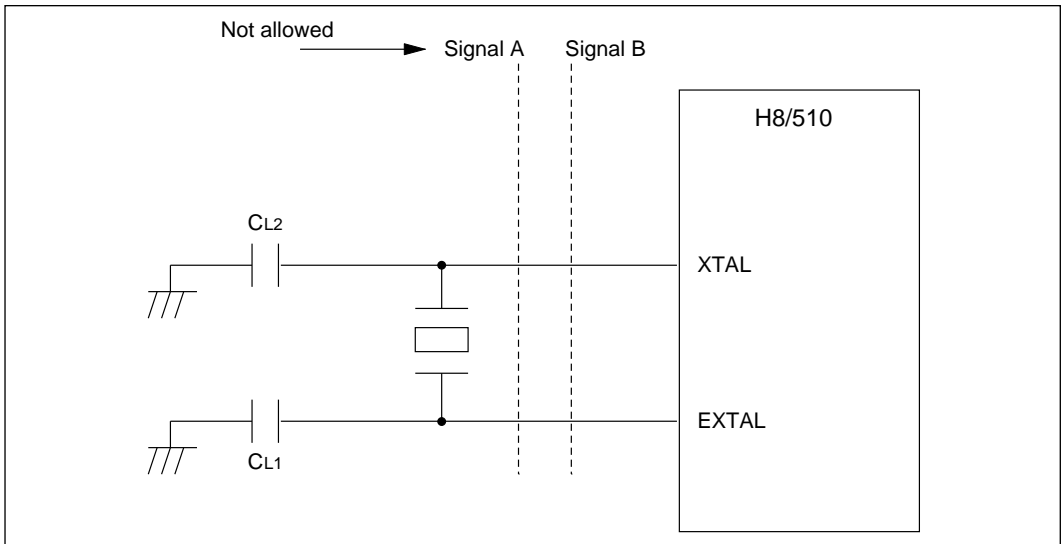 Not allowed
Signal A
Signal B
H8/510
CL2
XTAL
EXTAL
CL1